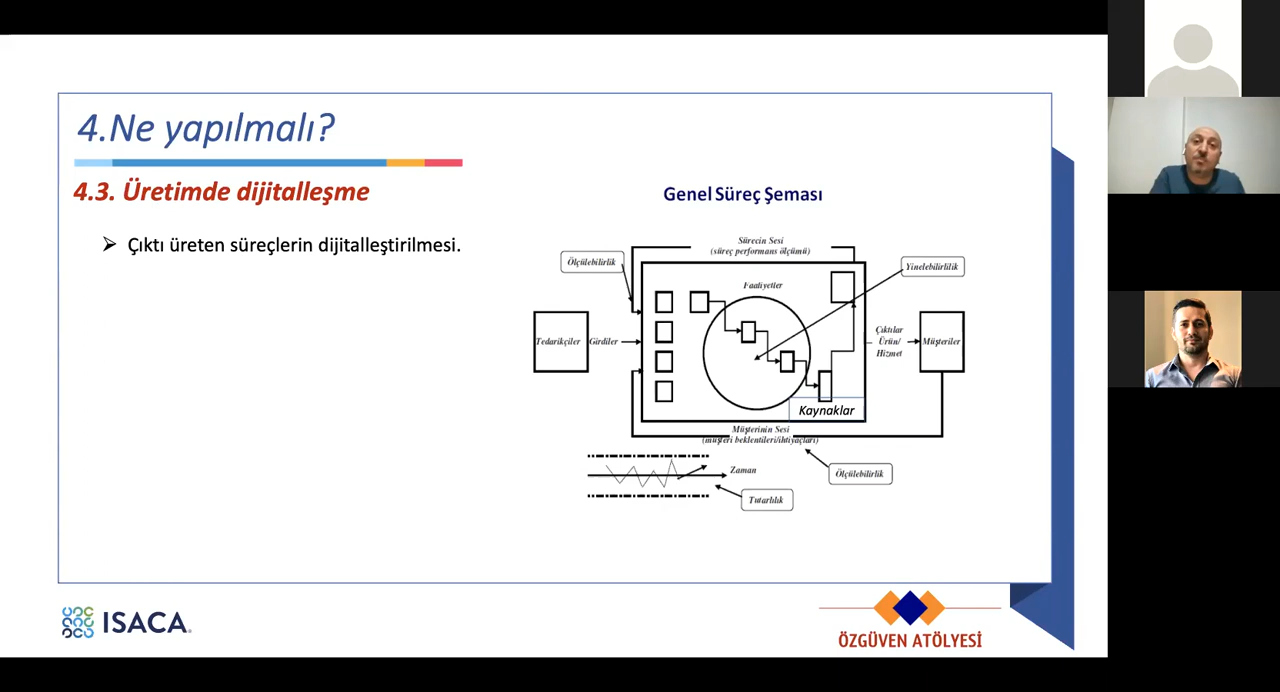 4.Ne yapılmalı?
4.3. Üretimde dijitalleşme
Çıktı üreten süreçlerin dijitalleştirilmesi.
Genel Süreç Şeması
Sürecin Sesi
(süreç performans ölçümü)
Ölçülebilirlik
Yinelebilirlilik
Faaliyetler
Tedarikçiler
Girdiler
Çıktılar
Ürün/
Hizmet
Müşteriler
Kaynaklar
Müşterinin Sesi
(müşteri beklentileri/ihtiyaçları)
Zaman
Ölçülebilirlik
Tutarlılık
ISACA
ÖZGÜVEN ATÖLYESİ